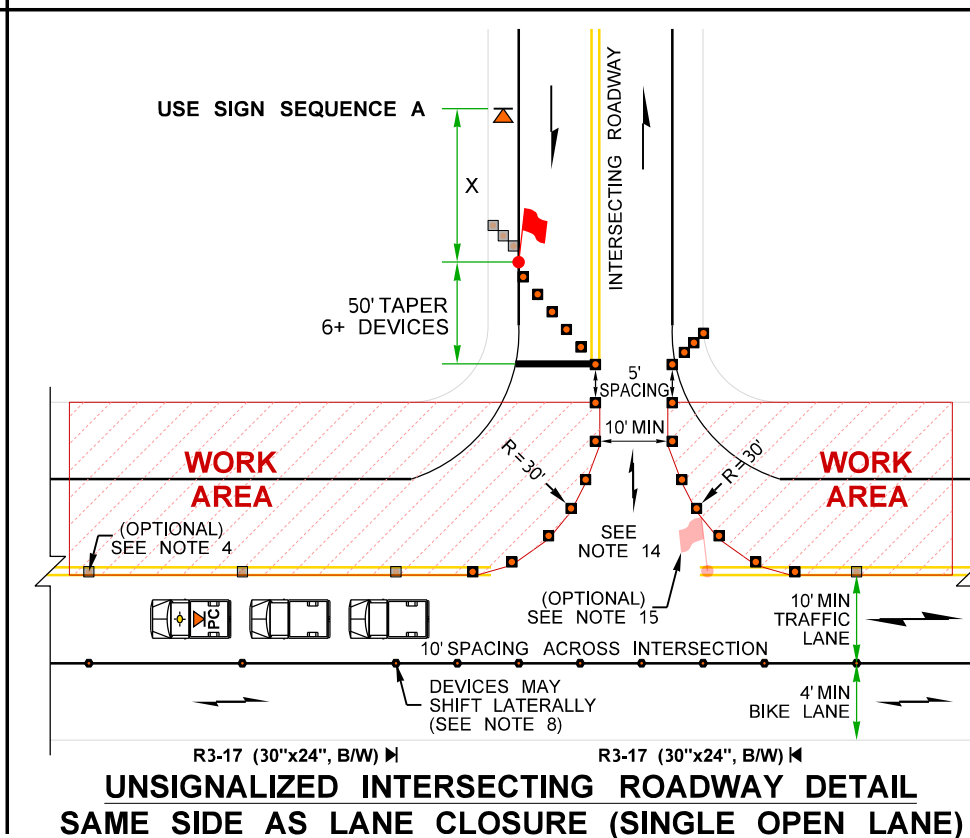 USE SIGN SEQUENCE A
X
INTERSECTING ROADWAY
50' TAPER
6+ DEVICES
5'
SPACING
10' MIN
WORK
AREA
R=30'
R=30'
WORK
AREA
(OPTIONAL)
SEE NOTE 4
SEE
NOTE 14
(OPTIONAL)
SEE NOTE 15
10' MIN
TRAFFIC
LANE
PC
10' SPACING ACROSS INTERSECTION
DEVICES MAY
SHIFT LATERALLY
(SEE NOTE 8)
4' MIN
BIKE LANE
R3-17 (30"x24", B/W)
R3-17 (30"x24", B/W)
UNSIGNALIZED INTERSECTING ROADWAY DETAIL
SAME SIDE AS LANE CLOSURE (SINGLE OPEN LANE)